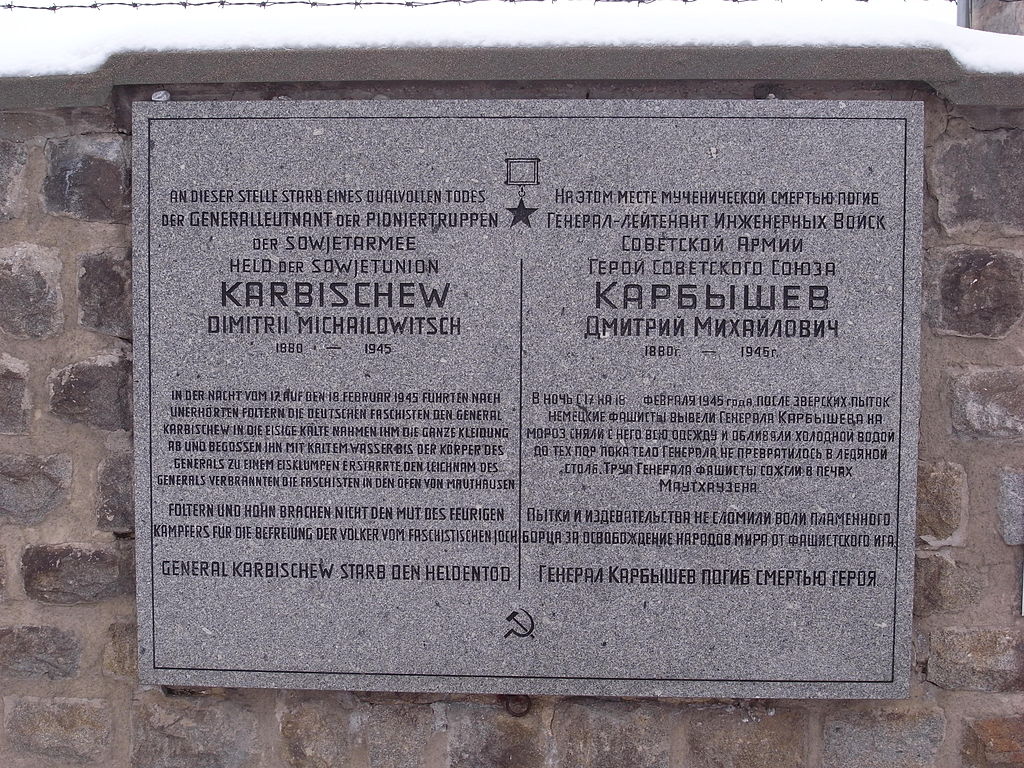 AN DIESER STELLE STARB EINES QUALVOLLEN TODES
DER GENERALLEUTNANT DER PIONIERTRUPPEN
DER SOWJETARMEE
HELD DER SOWJETUNION
KARBISCHEW
DIMITRII MICHAILOWITSCH
1880 — 1945
IN DER NACHT VOM 17. AUF DEN 18. FEBRUAR 1945 FÜHRTEN NACH
UNERHÖRTEN FOLTERN DIE DEUTSCHEN FASCHISTEN DEN GENERAL
KARBISCHEW IN DIE EISIGE KÄLTE NAHMEN IHM DIE GANZE KLEIDUNG
AB UND BEGOSSEN IHN MIT KALTEM WASSER BIS DER KÖRPER DES
GENERALS ZU EINEM EISKLUMPEN ERSTARRTE DEN LEICHNAM DES
GENERALS VERBRANNTEN DIE FASCHISTEN IN DEN ÖFEN VON MAUTHAUSEN
FOLTERN UND HOHN BRACHEN NICHT DEN MUT DES FEURIGEN
KÄMPFERS FÜR DIE BEFREIUNG DER VÖLKER VOM FASCHISTISCHEN JOCH
GENERAL KARBISCHEW STARB DEN HELDENTOD
НА ЭТОМ МЕСТЕ МУЧЕНИЧЕСКОЙ СМЕРТЬЮ ПОГИБ
ГЕНЕРАЛ-ЛЕЙТЕНАНТ ИНЖЕНЕРНЫХ ВОЙСК
СОВЕТСКОЙ АРМИИ
ГЕРОЙ СОВЕТСКОГО СОЮЗА
КАРБЫШЕВ
ДМИТРИЙ МИХАЙЛОВИЧ
1880г. — 1945г.
В НОЧЬ С 17 НА 18 ФЕВРАЛЯ 1945 ГОДА ПОСЛЕ ЗВЕРСКИХ ПЫТОК
НЕМЕЦКИЕ ФАШИСТЫ ВЫВЕЛИ ГЕНЕРАЛА КАРБЫШЕВА НА
МОРОЗ СНЯЛИ С НЕГО ВСЮ ОДЕЖДУ И ОБЛИВАЛИ ХОЛОДНОЙ ВОДОЙ
ДО ТЕХ ПОР ПОКА ТЕЛО ГЕНЕРАЛА НЕ ПРЕВРАТИЛОСЬ В ЛЕДЯНОЙ
СТОЛБ. ТРУП ГЕНЕРАЛА ФАШИСТЫ СОЖГЛИ В ПЕЧАХ
МАУТХАУЗЕНА
ПЫТКИ И ИЗДЕВАТЕЛЬСТВА НЕ СЛОМИЛИ ВОЛИ ПЛАМЕННОГО
БОРЦА ЗА ОСВОБОЖДЕНИЕ НАРОДОВ МИРА ОТ ФАШИСТСКОГО ИГА
ГЕНЕРАЛ КАРБЫШЕВ ПОГИБ СМЕРТЬЮ ГЕРОЯ